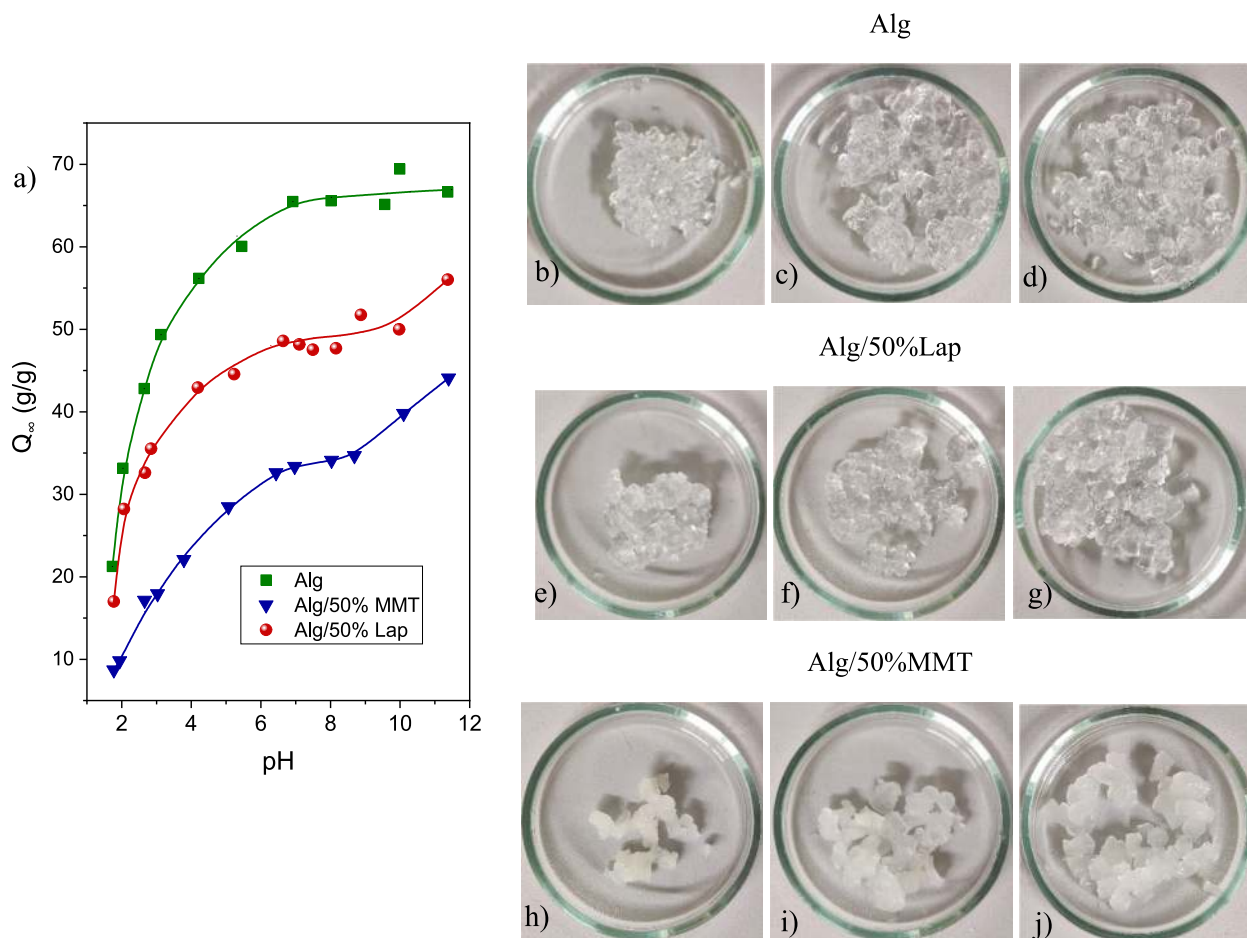 a)
Q∞ (g/g)
70
60
50
40
30
20
10
2
4
6
8
10
12
pH
Alg
Alg/50% MMT
Alg/50% Lap
Alg
b)
c)
d)
Alg/50%Lap
e)
f)
g)
Alg/50%MMT
h)
i)
j)